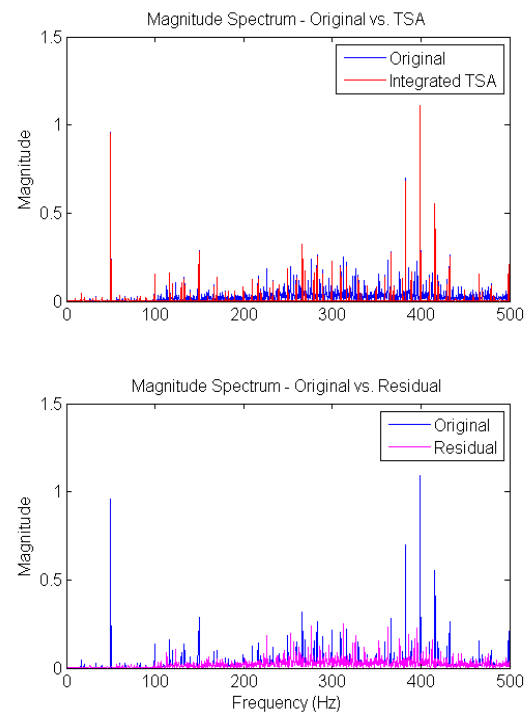 Magnitude Spectrum - Original vs. TSA
1.5
1
0.5
0
Magnitude
Original
Integrated TSA
0 100 200 300 400 500
Magnitude Spectrum - Original vs. Residual
1.5
1
0.5
0
Magnitude
Original
Residual
0 100 200 300 400 500
Frequency (Hz)